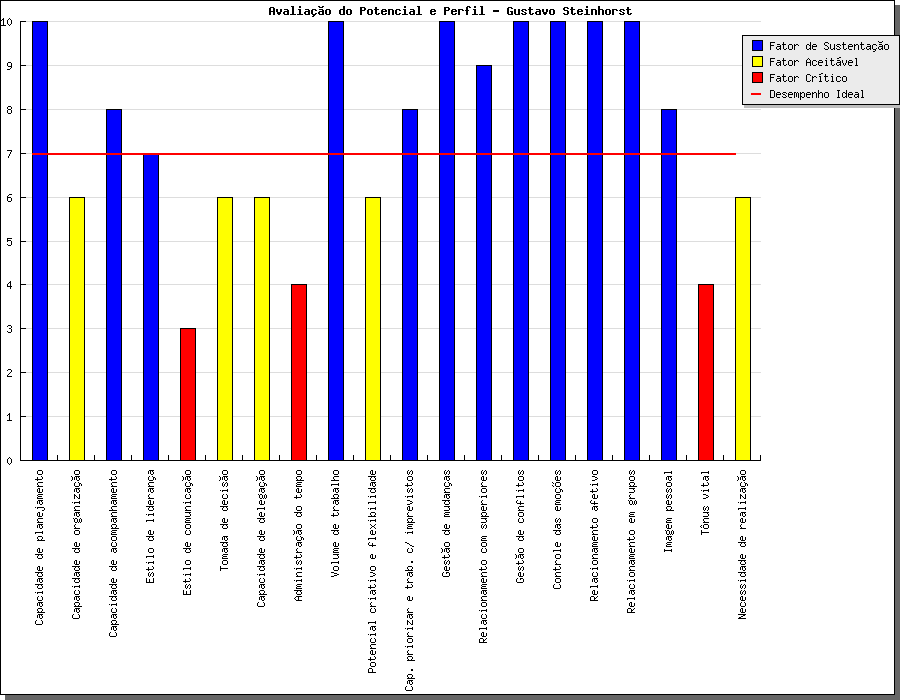 Avaliação do Potencial e Perfil - Gustavo Steinhorst
10
9
8
7
6
5
4
3
2
1
0
Fator de Sustentação
Fator Aceitável
Fator Crítico
Desempenho Ideal
Capacidade de planejamento
Capacidade de organização
Capacidade de acompanhamento
Estilo de liderança
Estilo de comunicação
Tomada de decisão
Capacidade de delegação
Administração do tempo
Volume de trabalho
Potencial criativo e flexibilidade
Cap. priorizar e trab. c/ imprevistos
Gestão de mudanças
Relacionamento com superiores
Gestão de conflitos
Controle das emoções
Relacionamento afetivo
Relacionamento em grupos
Imagem pessoal
Tônus vital
Necessidade de realização